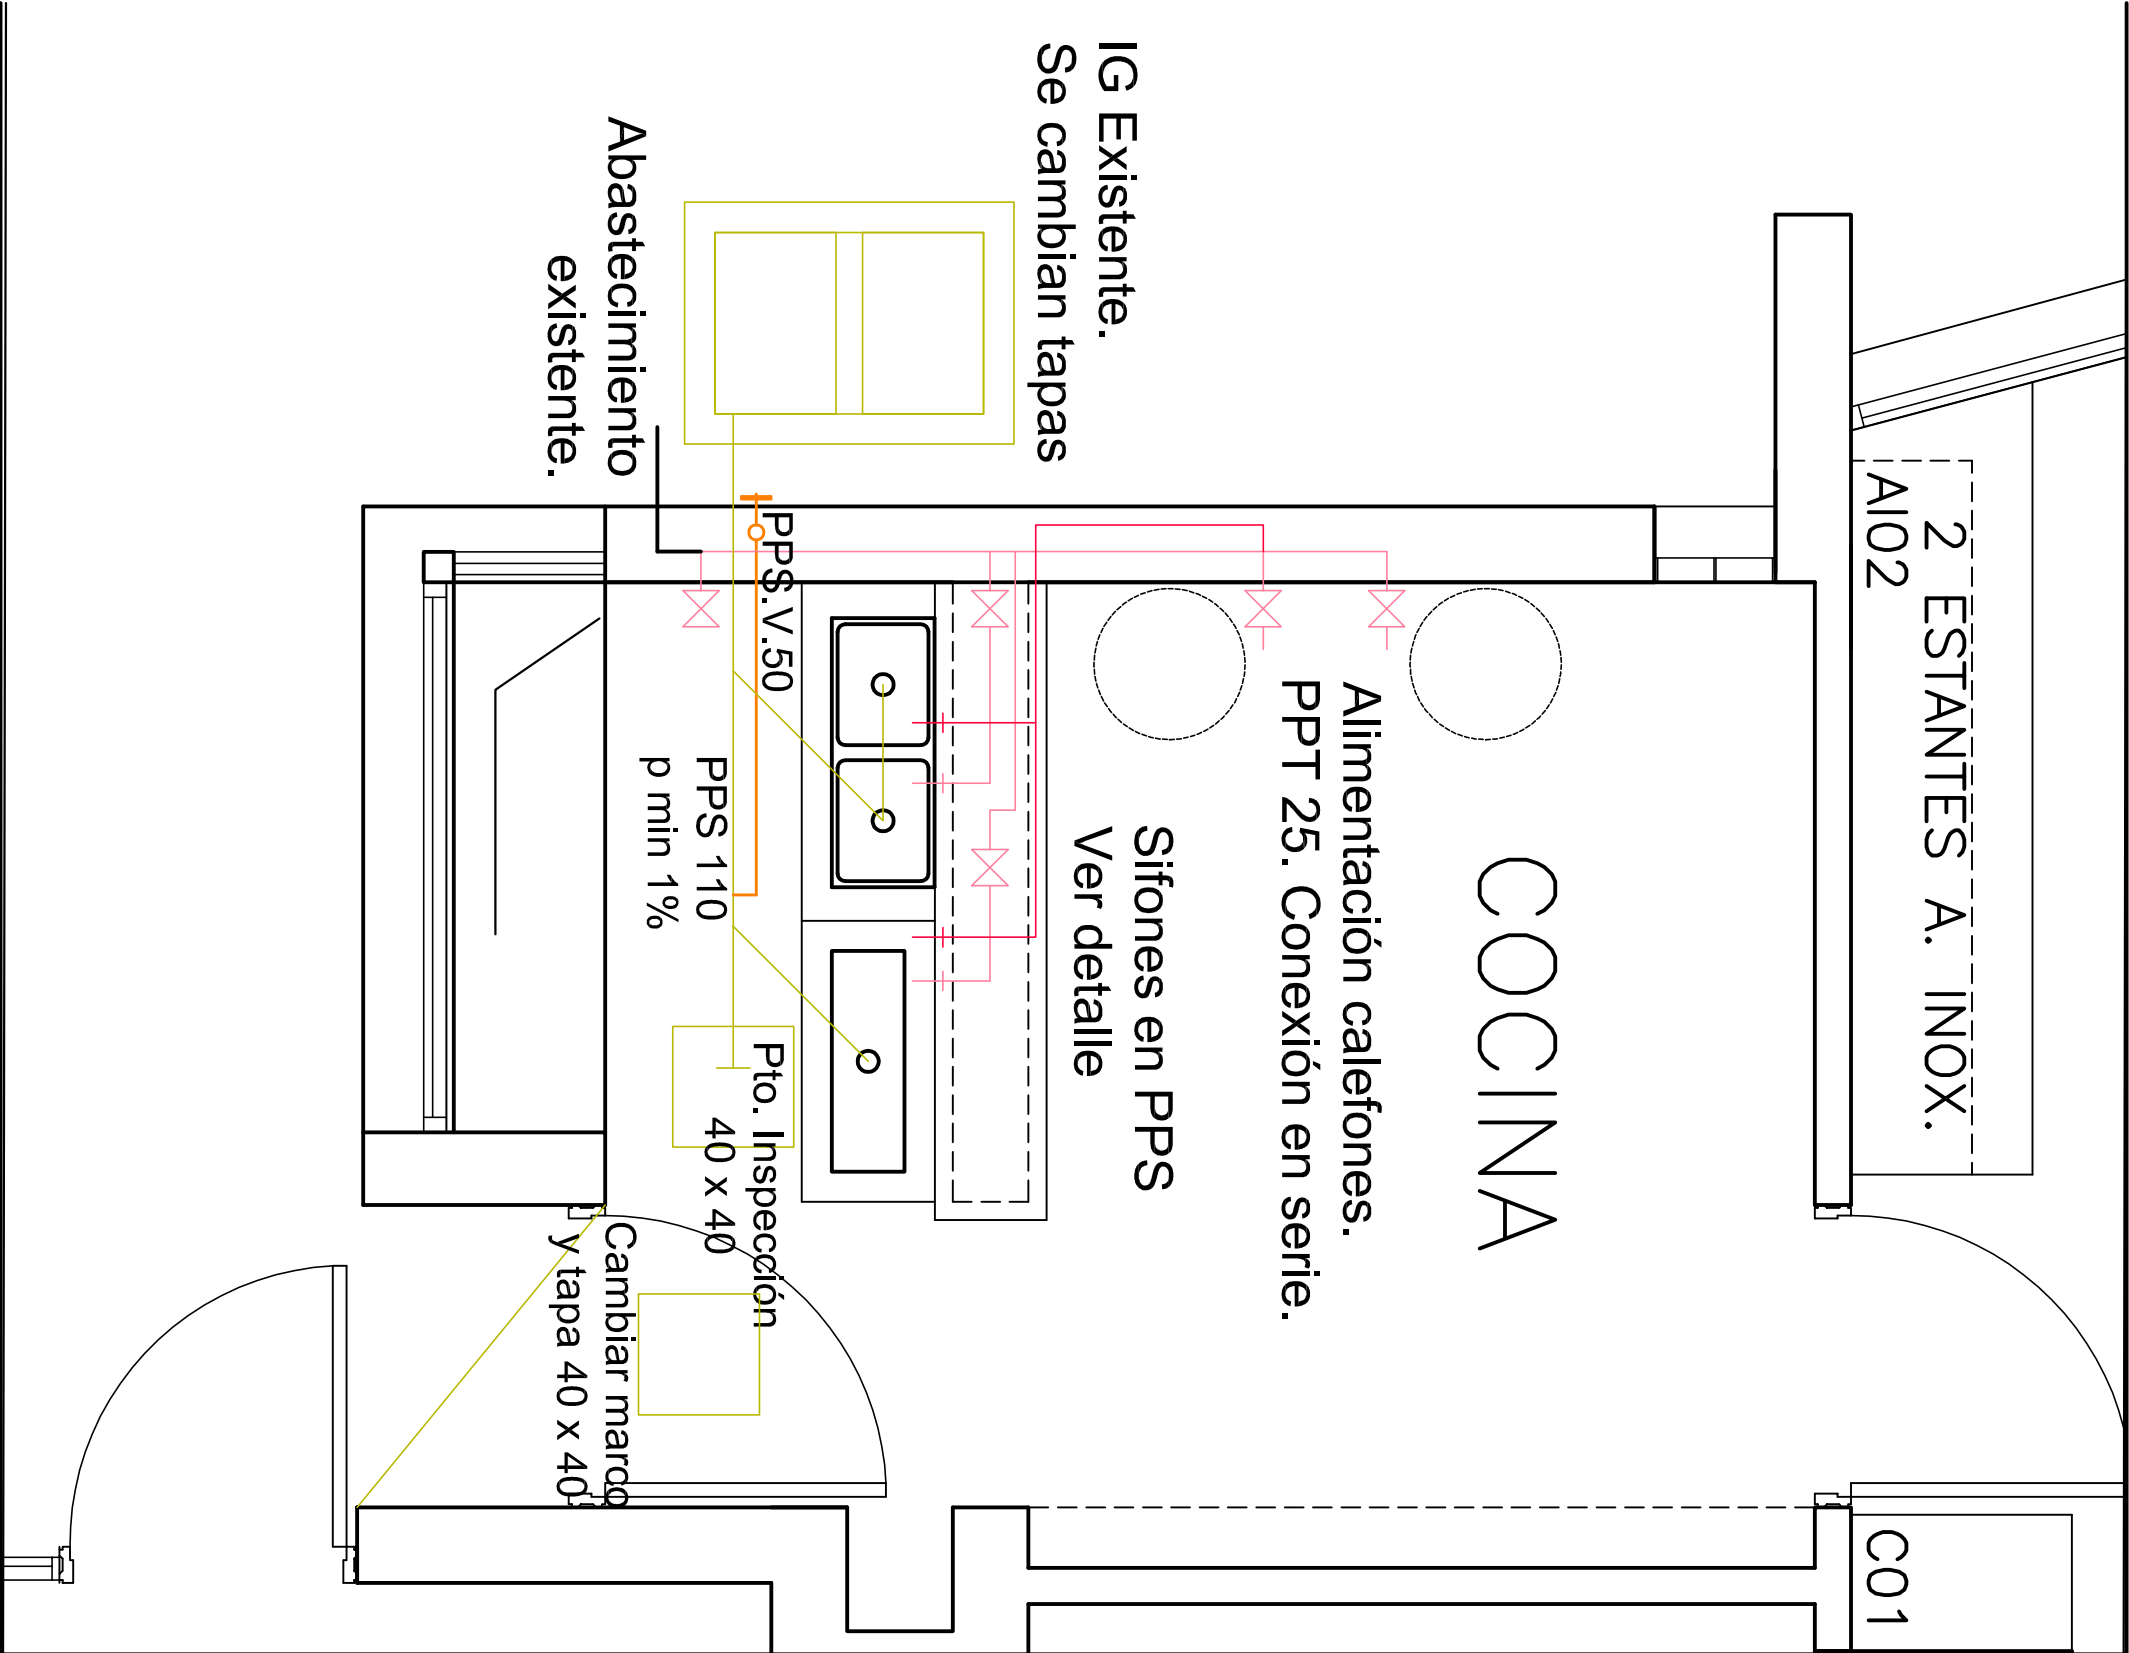 2 ESTANTES A. INOX.
AI02
C01
COCINA
Alimentación calefones.
PPT 25. Conexión en serie.
Sifones en PPS
Ver detalle
IG Existente.
Se cambian tapas
Abastecimiento
existente.
PPS.V.50
PPS 110
p min 1%
Pto. Inspección
40 x 40
Cambiar marco
y tapa 40 x 40